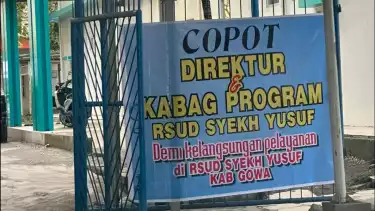 COPOT
DIREKTUR
&
KABAG PROGRAM
RSUD SYEKH YUSUF
Demi kelangsungan pelayanan
di RSUD SYEKH YUSUF
KAB GOWA